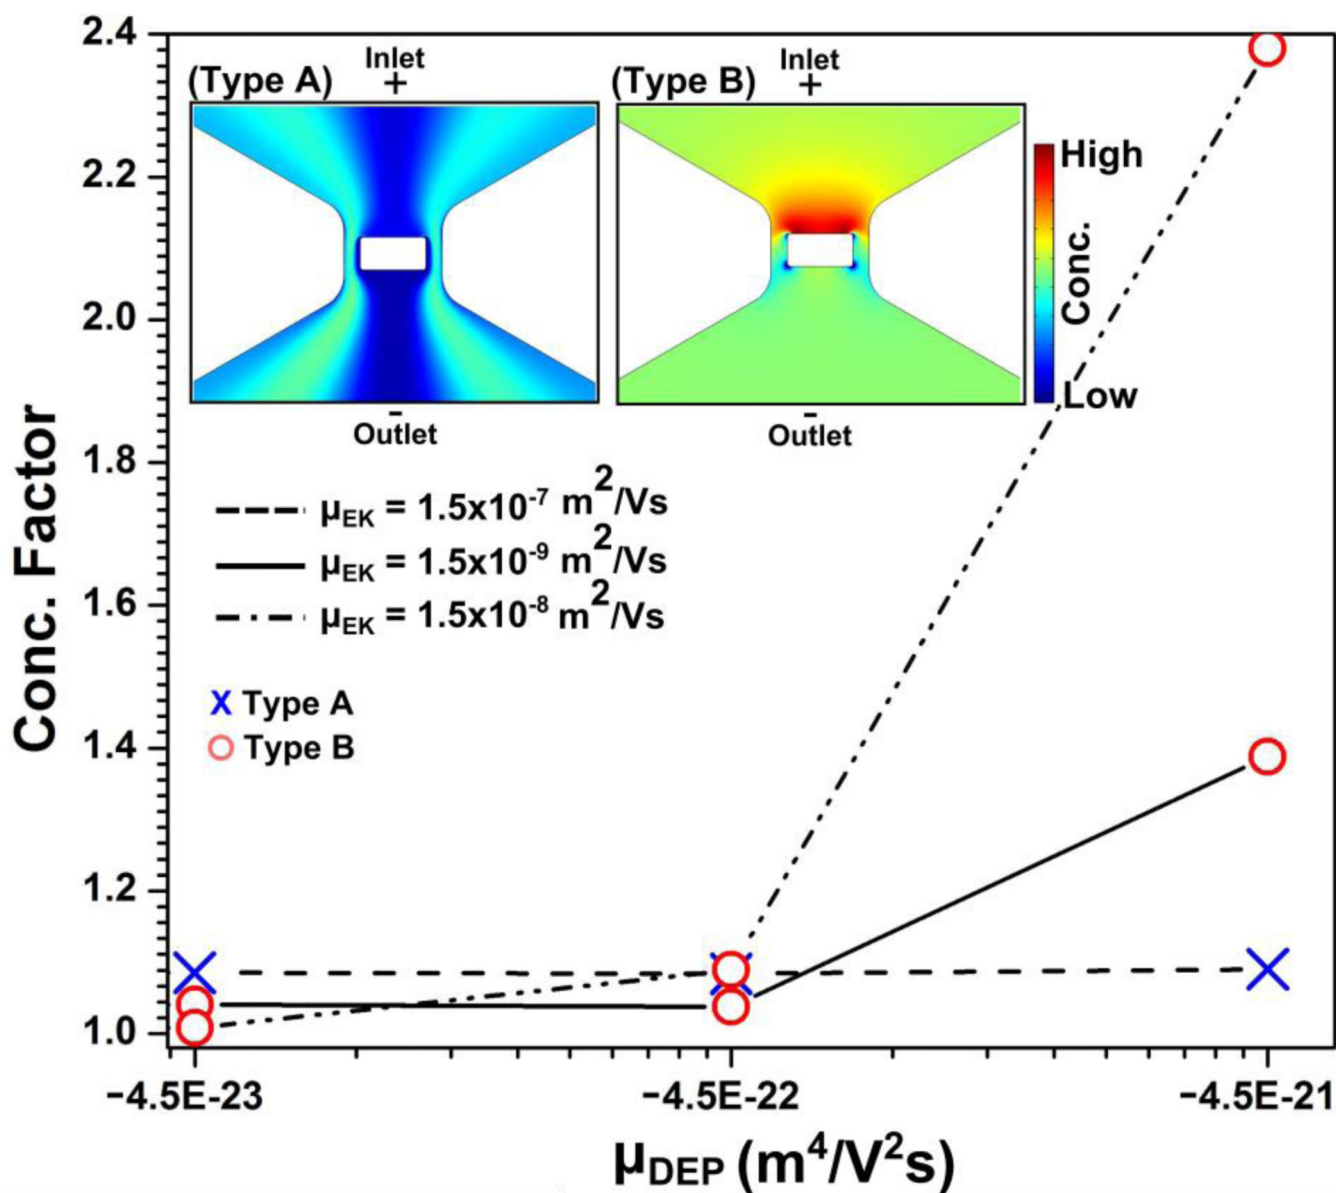 2.4
2.2
2.0
1.8
1.6
1.4
1.2
1.0
Conc. Factor
(Type A)
Inlet
+
-
Outlet
(Type B)
Inlet
+
-
Outlet
High
Conc.
Low
μEK = 1.5x10⁻⁷ m²/Vs
μEK = 1.5x10⁻⁹ m²/Vs
μEK = 1.5x10⁻⁸ m²/Vs
X Type A
Type B
−4.5E-23 −4.5E-22 −4.5E-21
μDEP (m⁴/V²s)